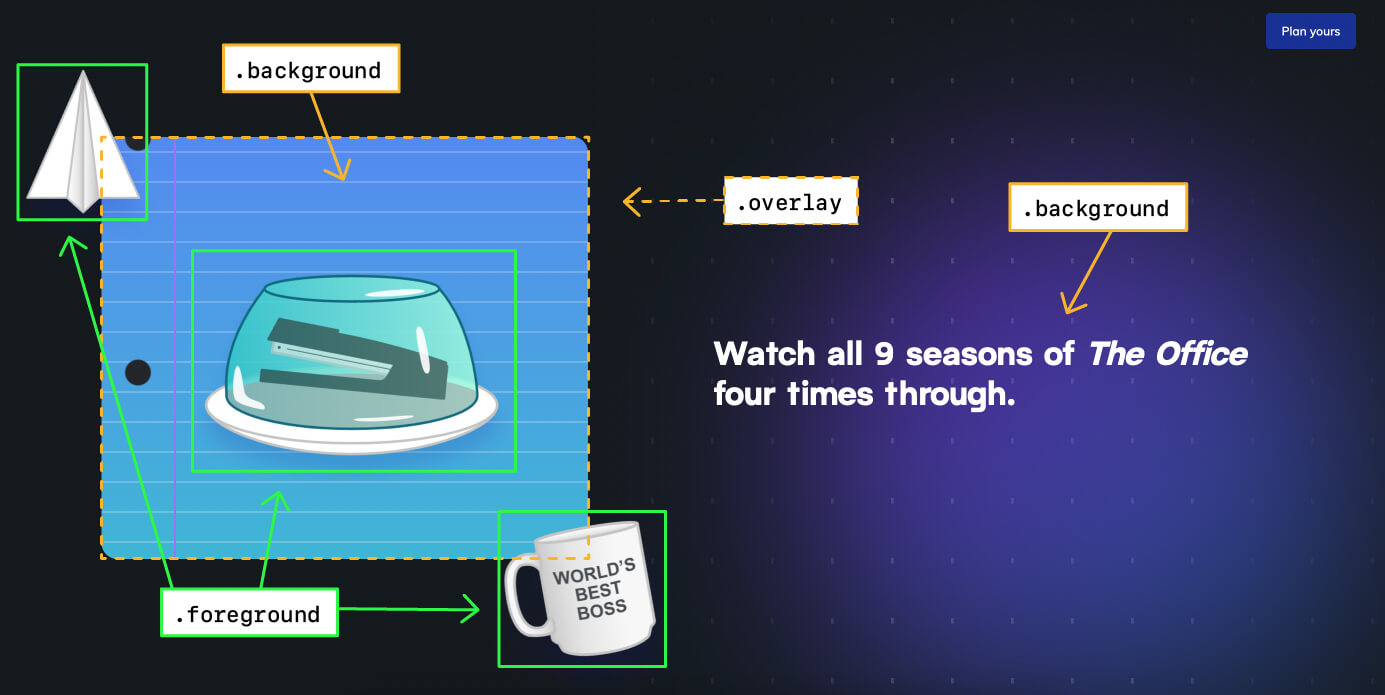 Plan yours
.background
.overlay
.background
Watch all 9 seasons of The Office
four times through.
WORLD'S
BEST
BOSS
.foreground